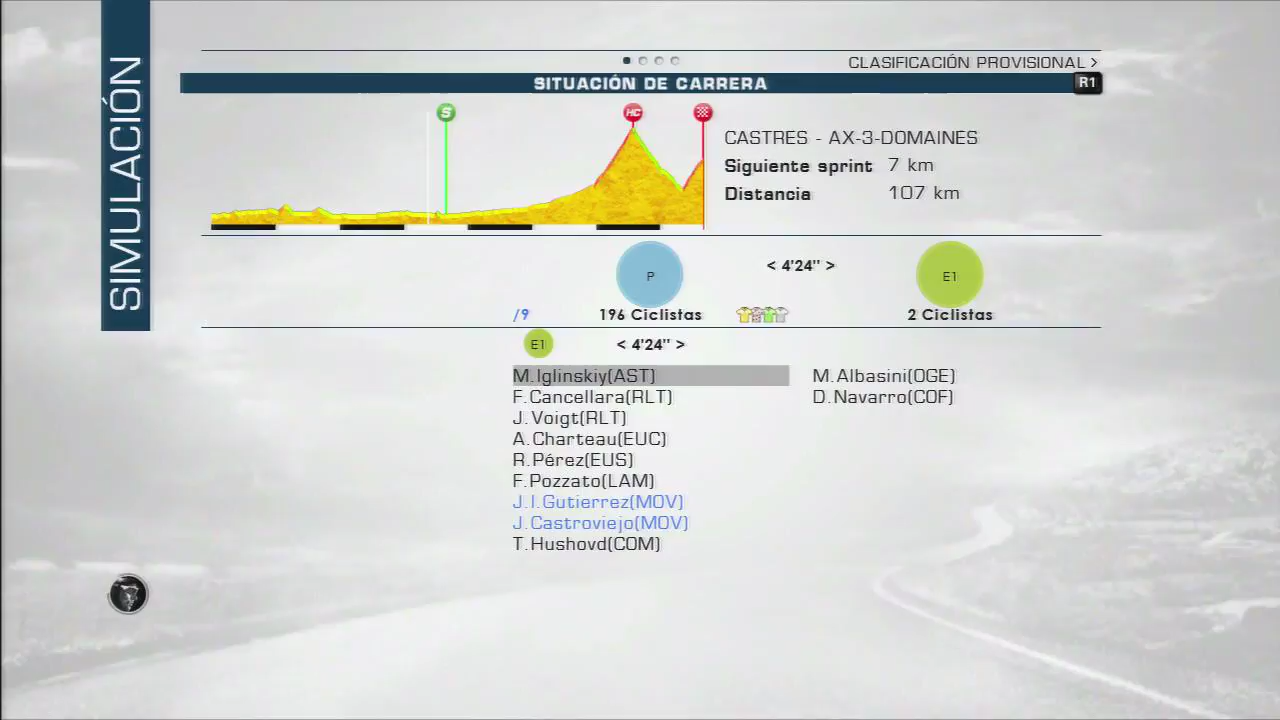 SIMULACIÓN
CLASIFICACIÓN PROVISIONAL >
SITUACIÓN DE CARRERA
R1
S
HC
CASTRES - AX-3-DOMAINES
Siguiente sprint 7 km
Distancia 107 km
P
< 4'24'' >
E1
/9
196 Ciclistas
2 Ciclistas
E1
< 4'24'' >
M.Iglinskiy(AST)
M.Albasini(OGE)
F.Cancellara(RLT)
D.Navarro(COF)
J.Voigt(RLT)
A.Charteau(EUC)
R.Pérez(EUS)
F.Pozzato(LAM)
J.I.Gutierrez(MOV)
J.Castroviejo(MOV)
T.Hushovd(COM)